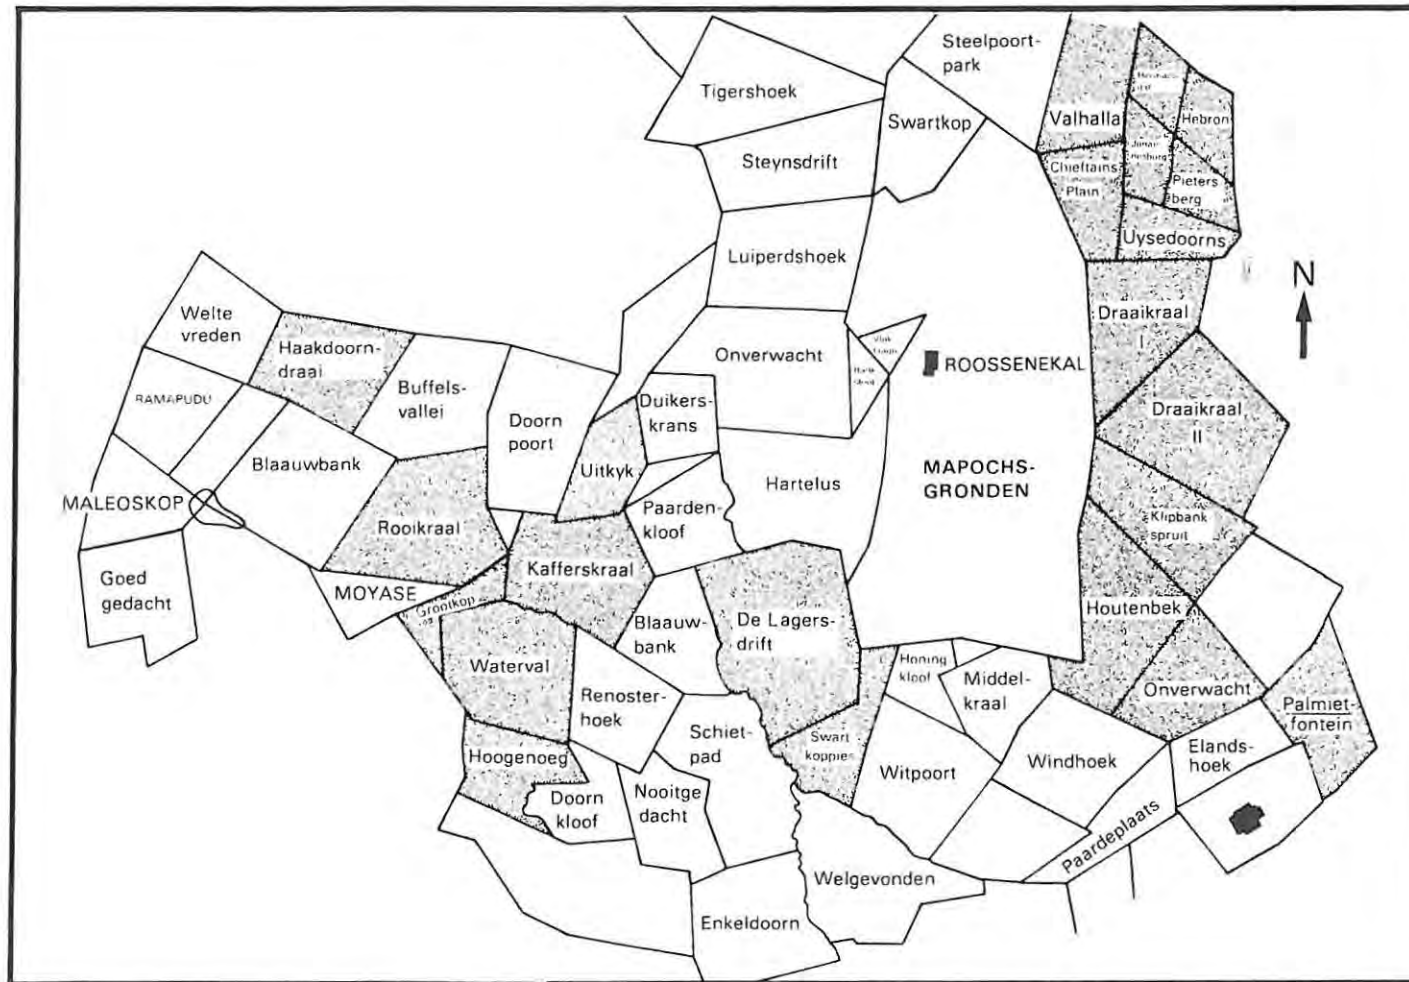 Steelpoort-
park
Tigershoek
Swartkop
Valhalla
Hebron
Steynsdrift
Chieftains
Plain
Pieters
berg
Uysedoorns
Luiperdshoek
N
Welte
vreden
Haakdoorn-
draai
Draaikraal
I
Onverwacht
ROOSSENEKAL
Buffels-
vallei
RAMAPUDU
Duikers-
krans
Draaikraal
II
Doorn
poort
Blaauwbank
Uitkyk
MAPOCHS-
GRONDEN
Hartelus
MALEOSKOP
Paarden-
kloof
Rooikraal
Klipbank
spruit
Kafferskraal
Goed
gedacht
MOYASE
Grootkop
Houtenbek
De Lagers-
drift
Blaauw-
bank
Waterval
Honing
kloof
Middel-
kraal
Onverwacht
Renoster-
hoek
Palmiet-
fontein
Schiet-
pad
Swart
koppie
Elands-
hoek
Hoogenoeg
Windhoek
Witpoort
Doorn
kloof
Nooitge
dacht
Paardeplaats
Welgevonden
Enkeldoorn